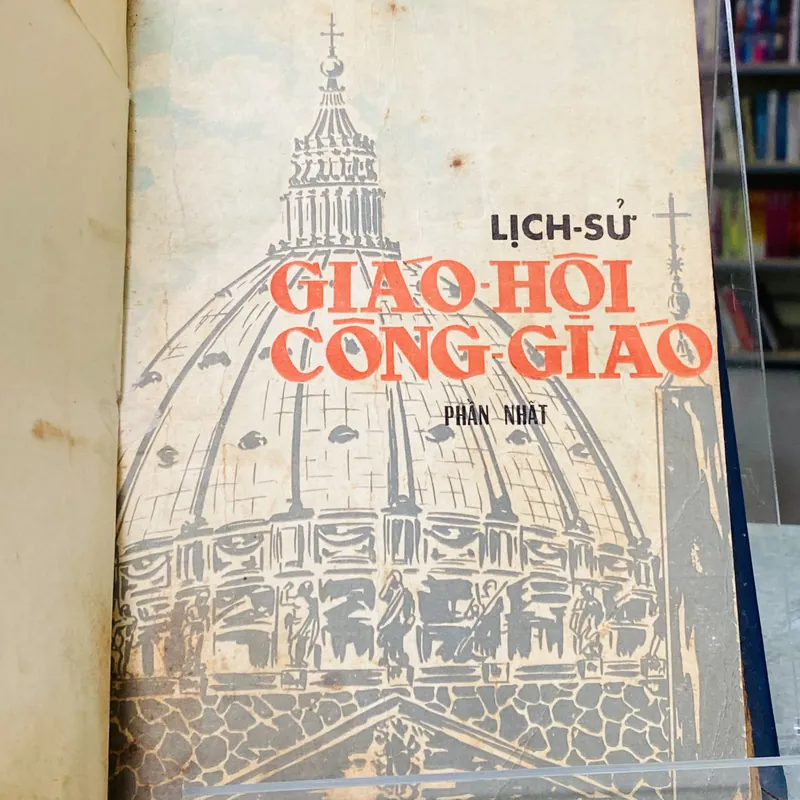 LỊCH-SỬ
GIÁO-HỘI
CÔNG-GIÁO
PHẦN NHẤT